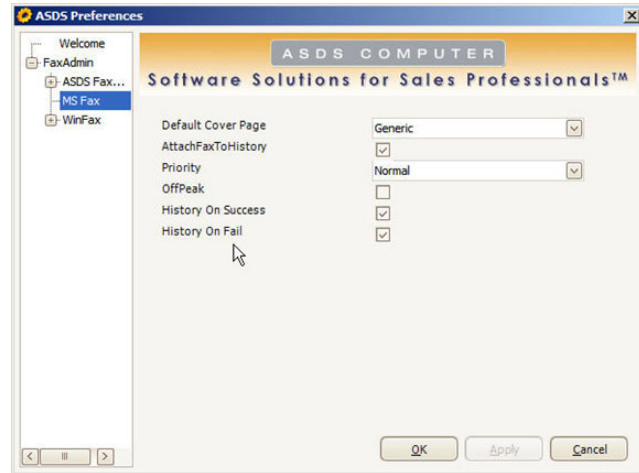 ASDS Preferences
Welcome
FaxAdmin
ASDS Fax...
MS Fax
WinFax
ASDS COMPUTER
Software Solutions for Sales Professionals™
Default Cover Page Generic
AttachFaxToHistory
Priority Normal
OffPeak
History On Success
History On Fail
OK Apply Cancel